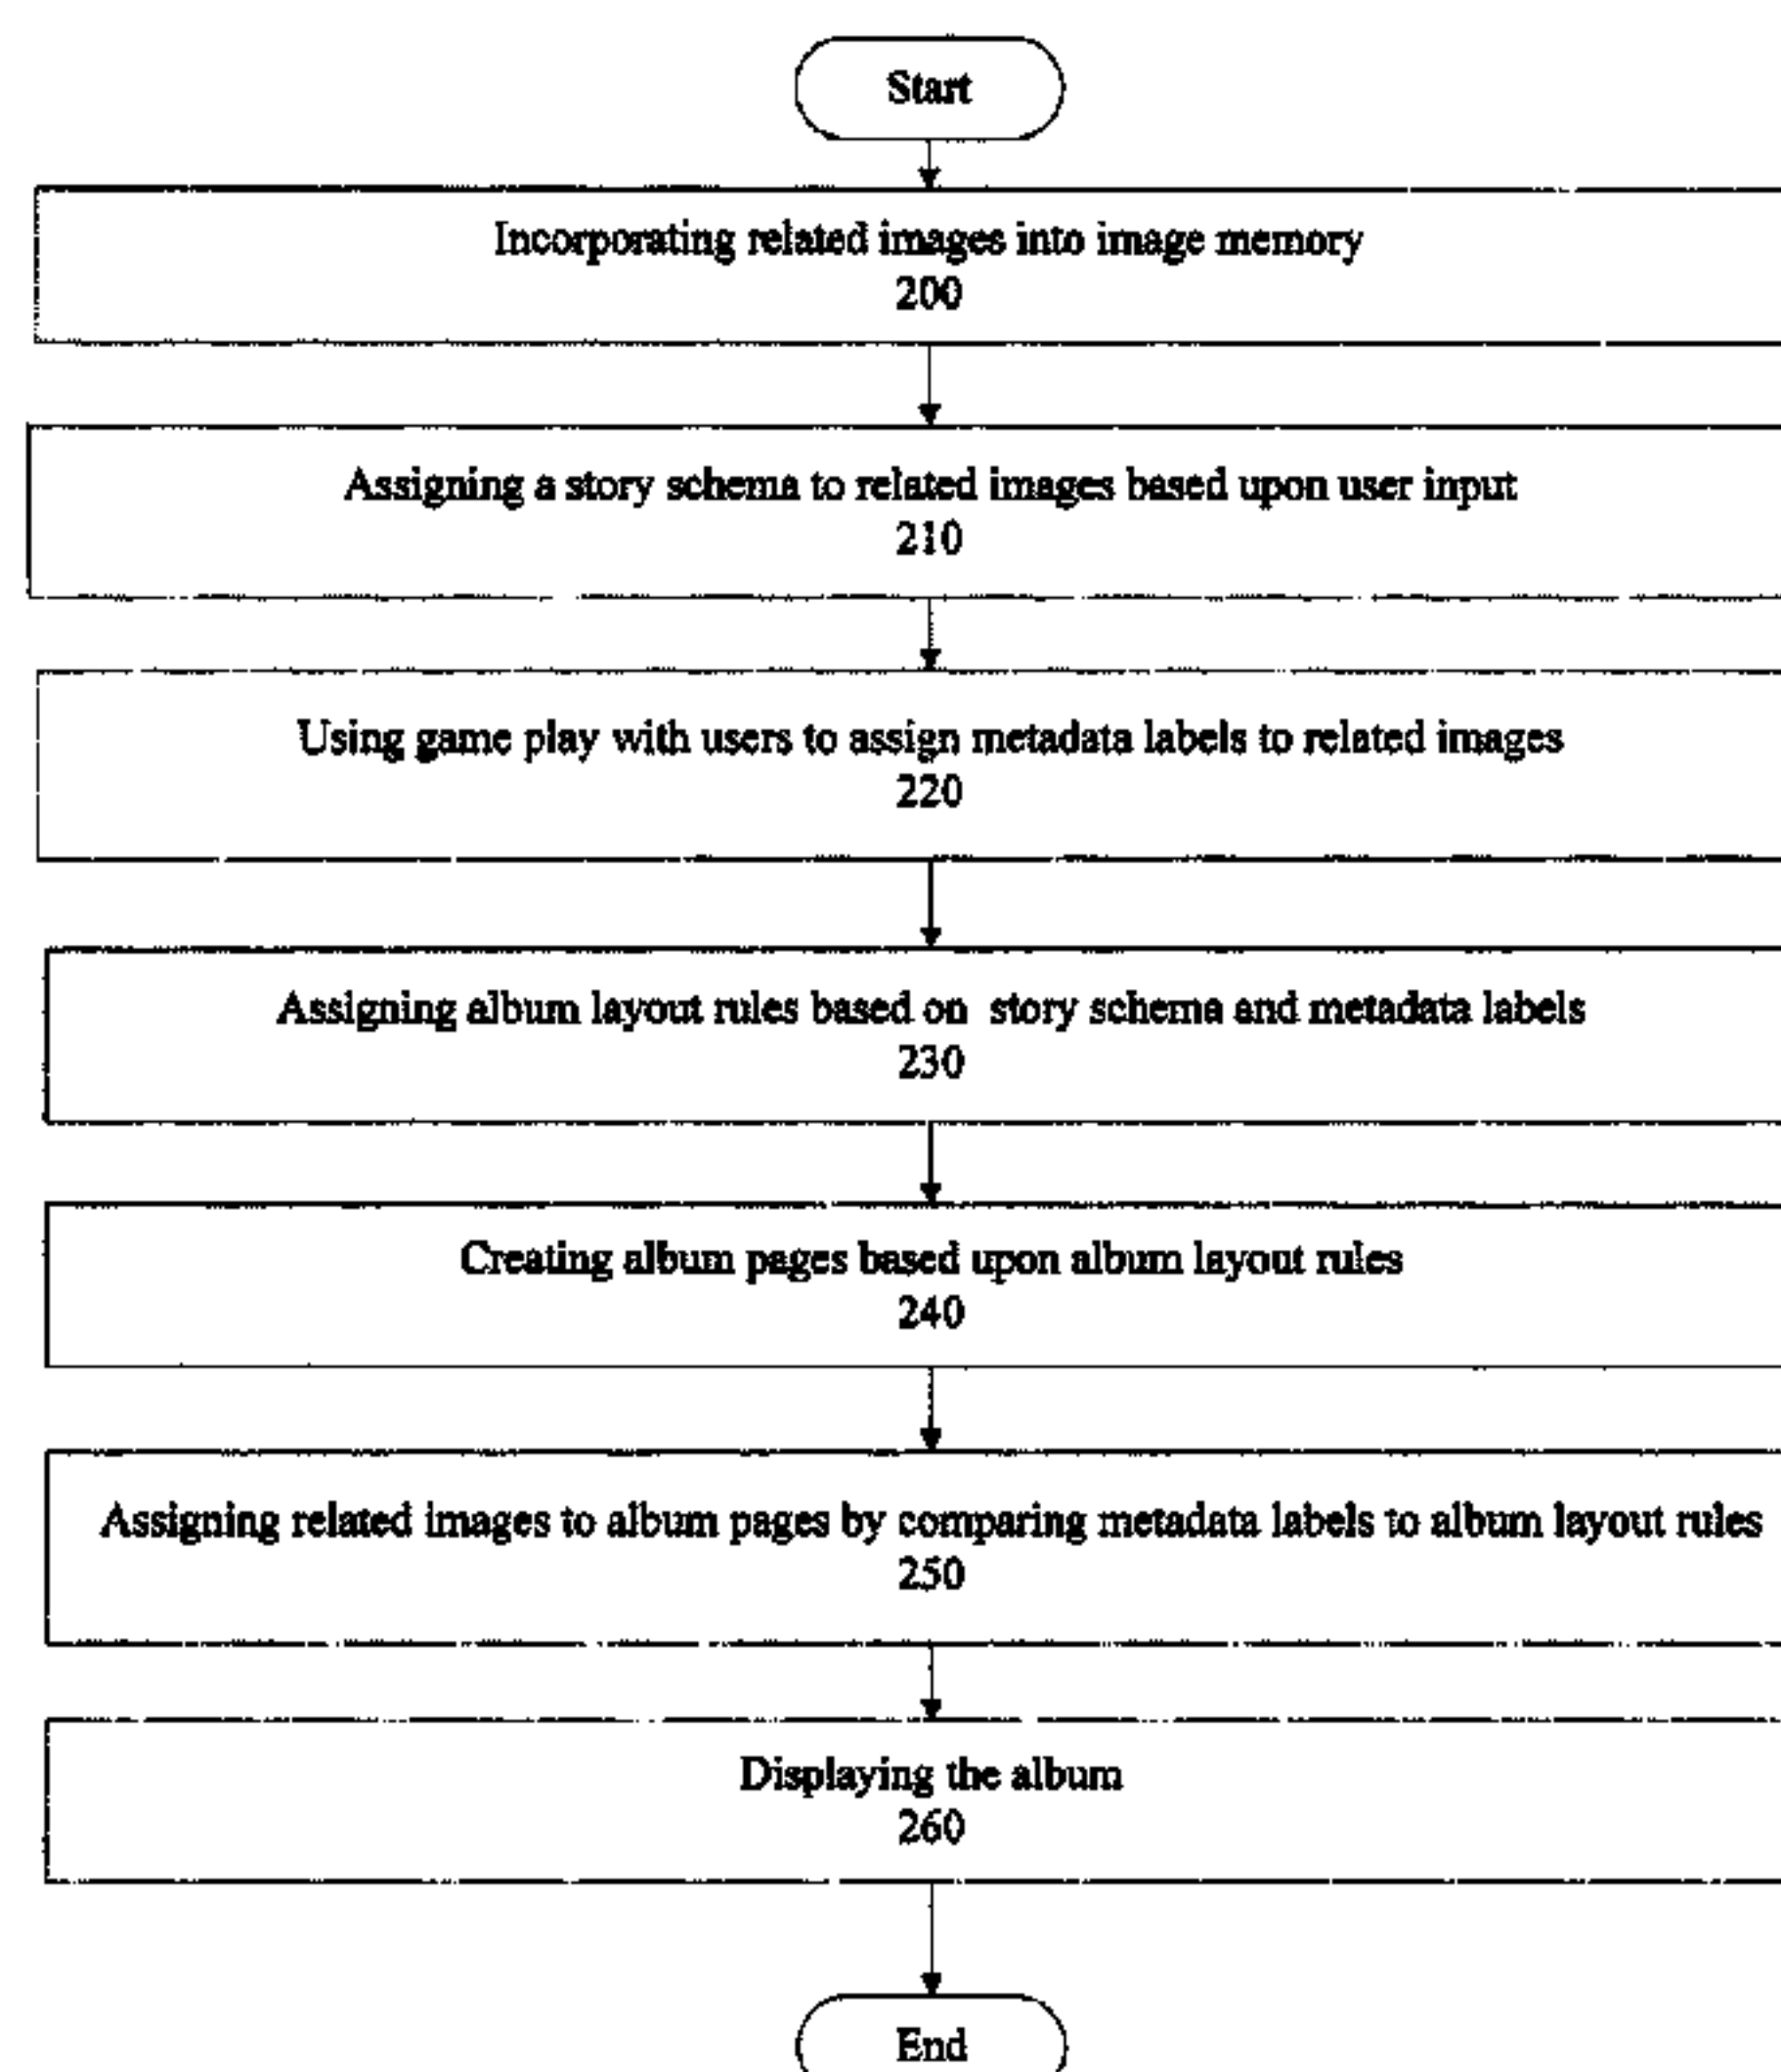 Start
Incorporating related images into image memory
200
Assigning a story schema to related images based upon user input
210
Using game play with users to assign metadata labels to related images
220
Assigning album layout rules based on story schema and metadata labels
230
Creating album pages based upon album layout rules
240
Assigning related images to album pages by comparing metadata labels to album layout rules
250
Displaying the album
260
End